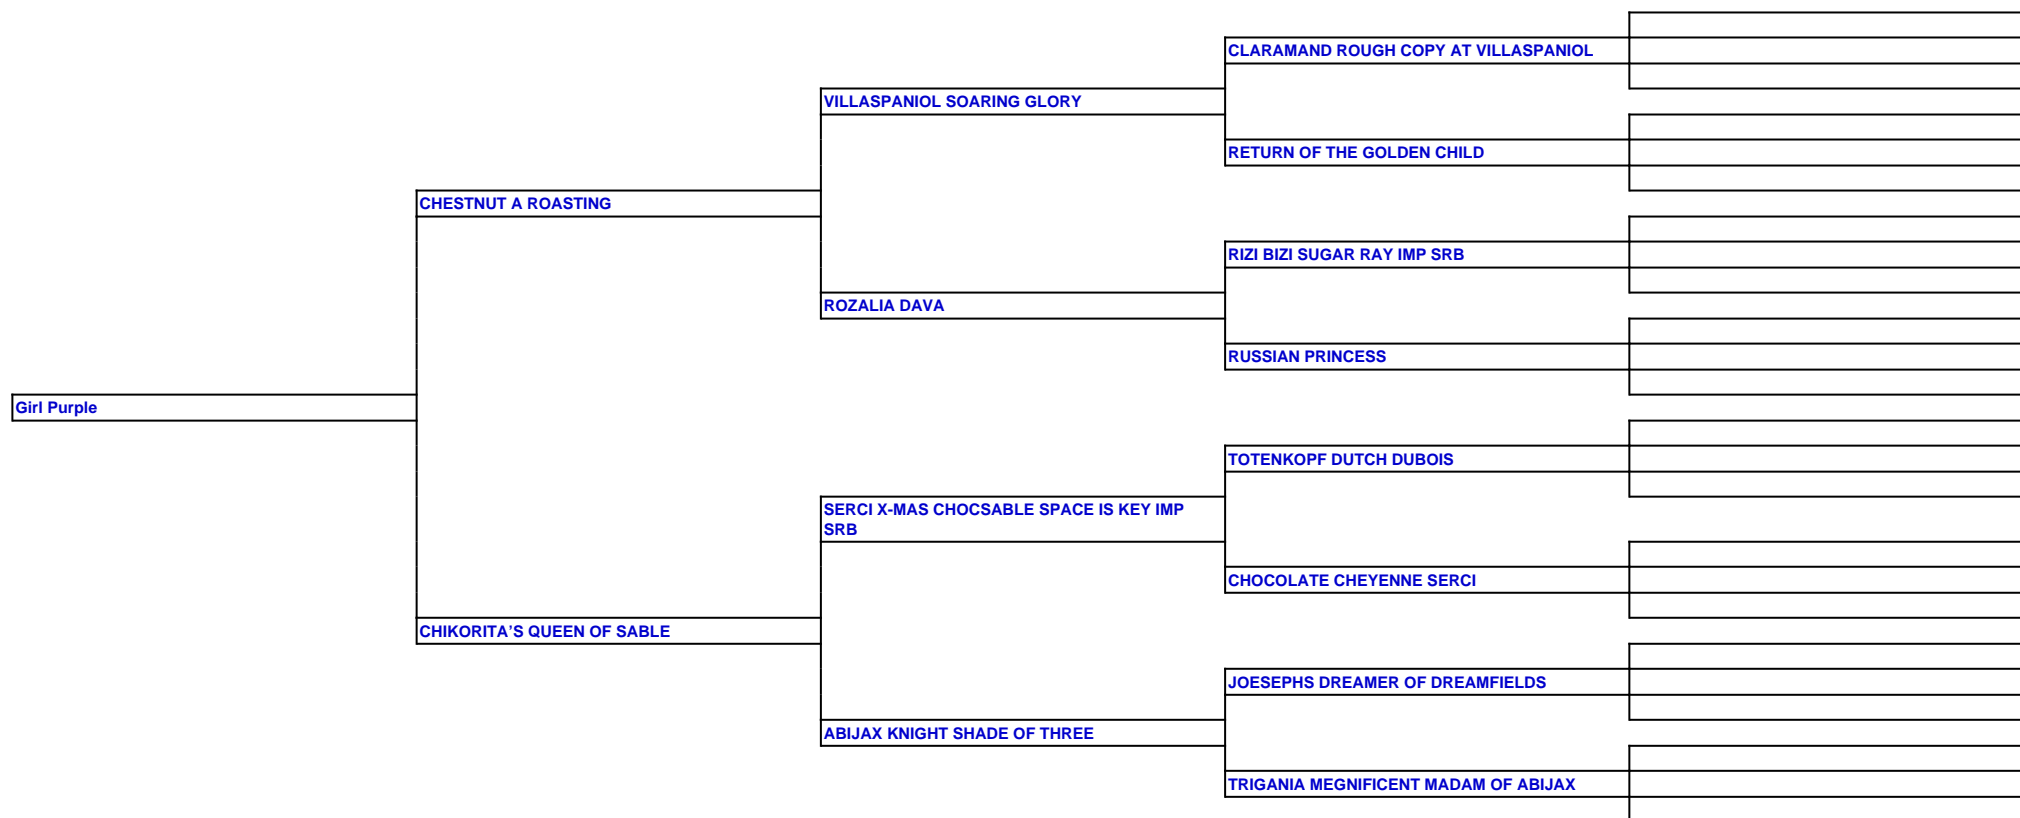 CLARAMAND ROUGH COPY AT VILLASPANIOL
VILLASPANIOL SOARING GLORY
RETURN OF THE GOLDEN CHILD
CHESTNUT A ROASTING
RIZI BIZI SUGAR RAY IMP SRB
ROZALIA DAVA
RUSSIAN PRINCESS
Girl Purple
TOTENKOPF DUTCH DUBOIS
SERCI X-MAS CHOCSABLE SPACE IS KEY IMP
SRB
CHOCOLATE CHEYENNE SERCI
CHIKORITA'S QUEEN OF SABLE
JOESEPHS DREAMER OF DREAMFIELDS
ABIJAX KNIGHT SHADE OF THREE
TRIGANIA MEGNIFICENT MADAM OF ABIJAX